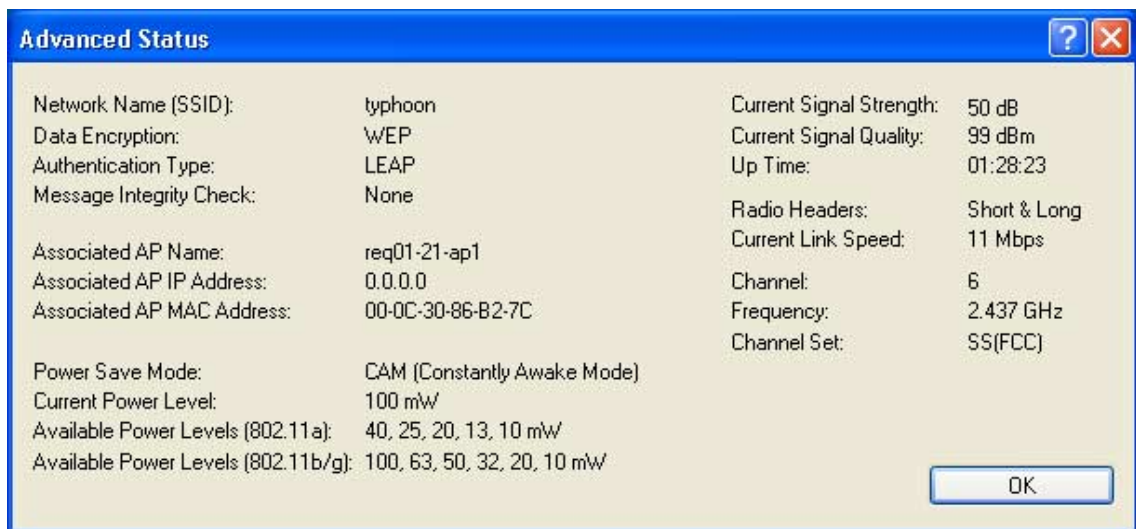 Advanced Status
Network Name (SSID): typhoon
Data Encryption: WEP
Authentication Type: LEAP
Message Integrity Check: None
Associated AP Name: req01-21-ap1
Associated AP IP Address: 0.0.0.0
Associated AP MAC Address: 00-0C-30-86-B2-7C
Power Save Mode: CAM (Constantly Awake Mode)
Current Power Level: 100 mW
Available Power Levels (802.11a): 40, 25, 20, 13, 10 mW
Available Power Levels (802.11b/g): 100, 63, 50, 32, 20, 10 mW
Current Signal Strength: 50 dB
Current Signal Quality: 99 dBm
Up Time: 01:28:23
Radio Headers: Short & Long
Current Link Speed: 11 Mbps
Channel: 6
Frequency: 2.437 GHz
Channel Set: SS(FCC)
OK